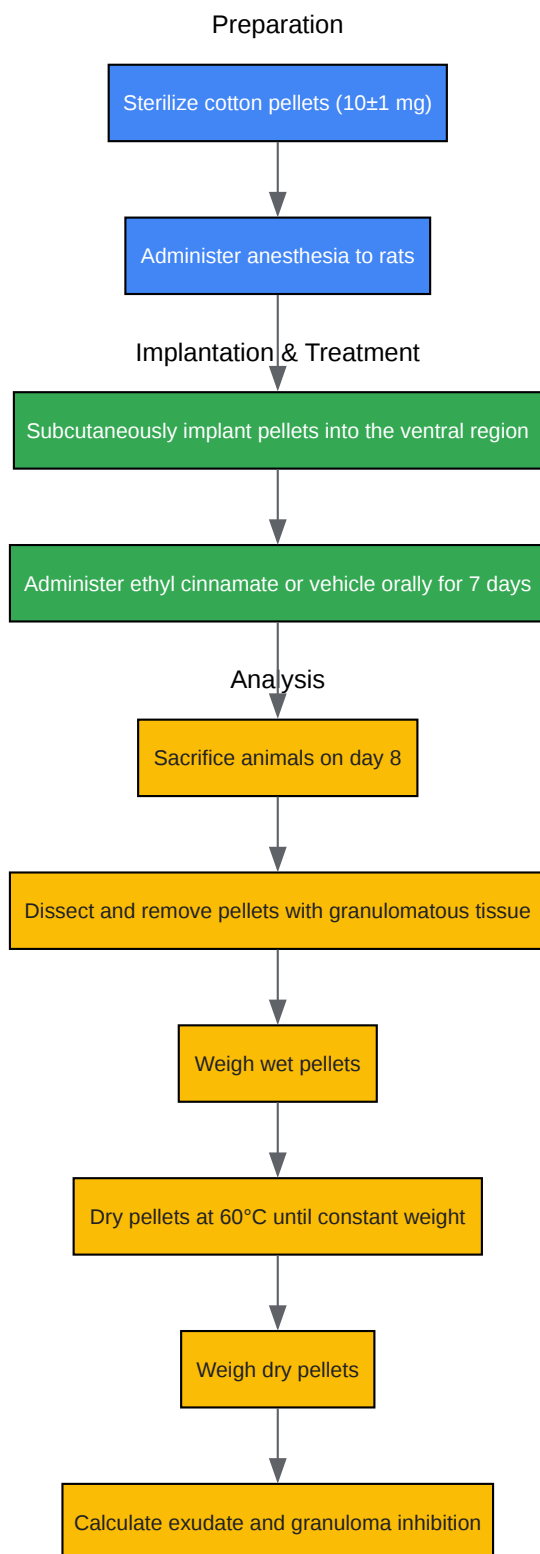 Preparation
Sterilize cotton pellets (10±1 mg)
Administer anesthesia to rats
Implantation & Treatment
Subcutaneously implant pellets into the ventral region
Administer ethyl cinnamate or vehicle orally for 7 days
Analysis
Sacrifice animals on day 8
Dissect and remove pellets with granulomatous tissue
Weigh wet pellets
Dry pellets at 60°C until constant weight
Weigh dry pellets
Calculate exudate and granuloma inhibition